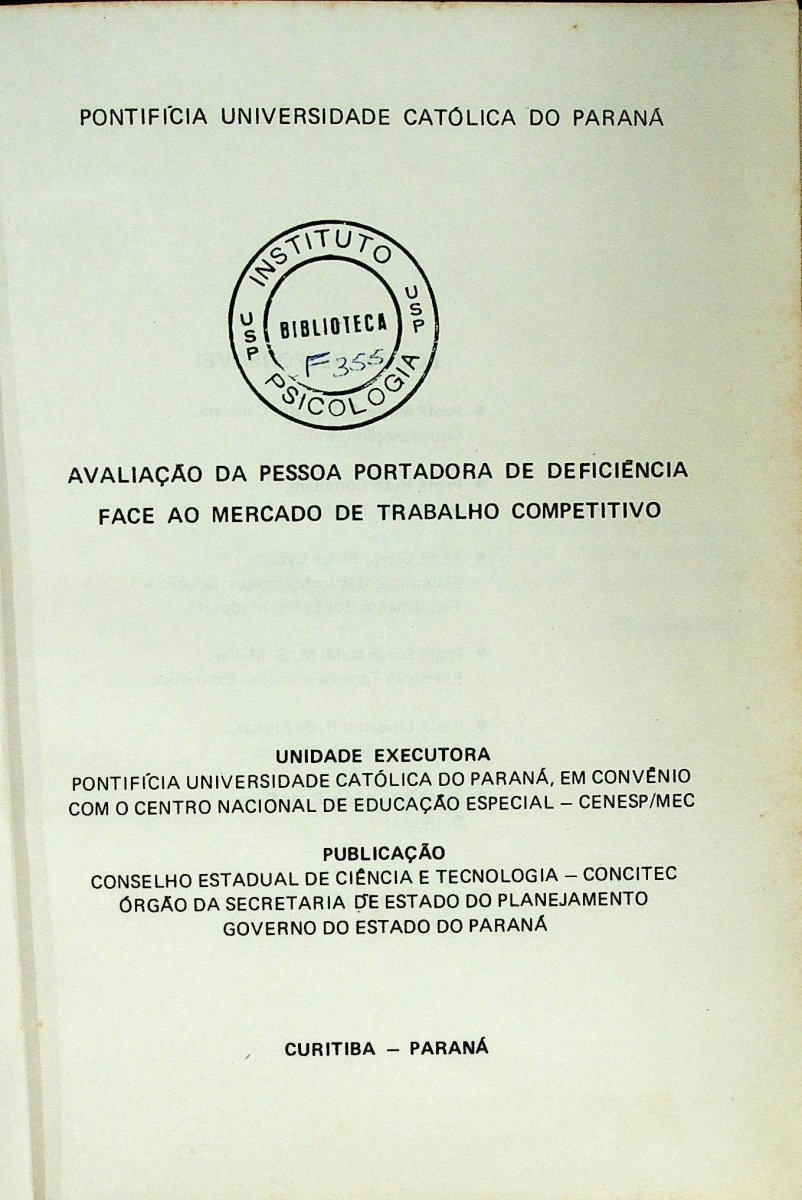 PONTIFÍCIA UNIVERSIDADE CATÓLICA DO PARANÁ
INSTITUTO
USP
USP
BIBLIOTECA
F355
PSICOLOGIA
AVALIAÇÃO DA PESSOA PORTADORA DE DEFICIÊNCIA
FACE AO MERCADO DE TRABALHO COMPETITIVO
UNIDADE EXECUTORA
PONTIFÍCIA UNIVERSIDADE CATÓLICA DO PARANÁ, EM CONVÊNIO
COM O CENTRO NACIONAL DE EDUCAÇÃO ESPECIAL – CENESP/MEC
PUBLICAÇÃO
CONSELHO ESTADUAL DE CIÊNCIA E TECNOLOGIA – CONCITEC
ÓRGÃO DA SECRETARIA DE ESTADO DO PLANEJAMENTO
GOVERNO DO ESTADO DO PARANÁ
CURITIBA – PARANÁ